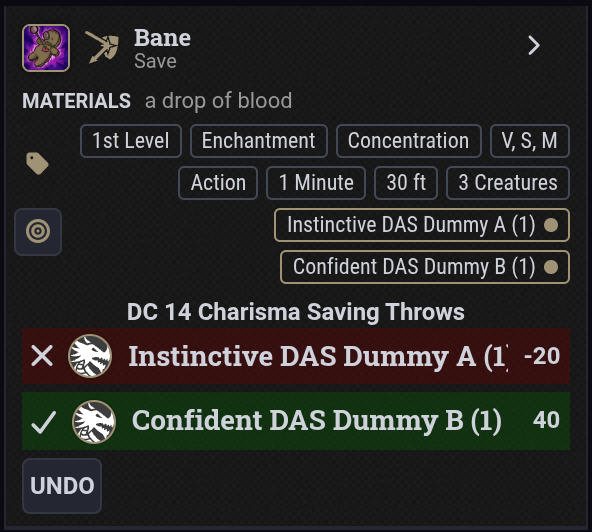 Bane
Save
MATERIALS a drop of blood
1st Level Enchantment Concentration V, S, M
Action 1 Minute 30 ft 3 Creatures
Instinctive DAS Dummy A (1)
Confident DAS Dummy B (1)
DC 14 Charisma Saving Throws
Instinctive DAS Dummy A (1 -20
Confident DAS Dummy B (1) 40
UNDO